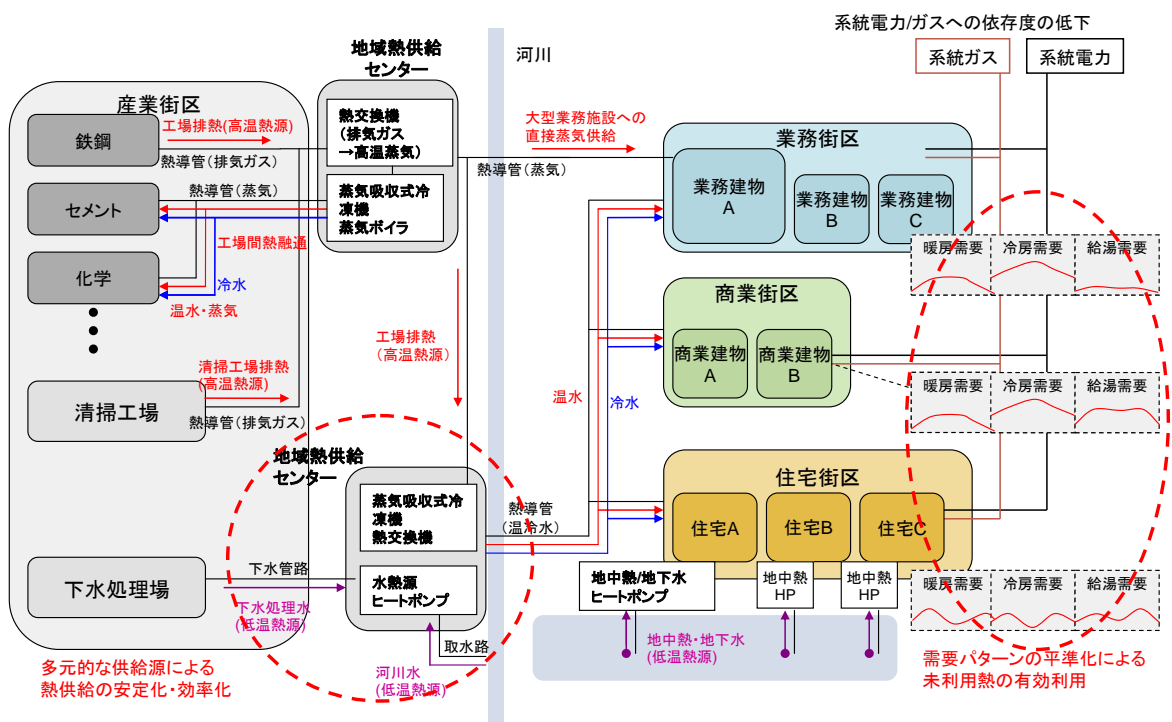 系統電力/ガスへの依存度の低下
系統ガス
系統電力
地域熱供給
センター
河川
産業街区
鉄鋼
工場排熱(高温熱源)
熱導管(排気ガス)
熱交換機
(排気ガス
→高温蒸気)
大型業務施設への
直接蒸気供給
熱導管(蒸気)
業務街区
業務建物
A
業務建物
B
業務建物
C
セメント
熱導管(蒸気)
蒸気吸収式冷
凍機
蒸気ボイラ
工場間熱融通
化学
冷水
温水・蒸気
暖房需要
冷房需要
給湯需要
商業街区
商業建物
A
商業建物
B
工場排熱
(高温熱源)
清掃工場排熱
(高温熱源)
清掃工場
熱導管(排気ガス)
温水
冷水
暖房需要
冷房需要
給湯需要
地域熱供給
センター
蒸気吸収式冷
凍機
熱交換機
熱導管
(温冷水)
住宅街区
住宅A
住宅B
住宅C
下水処理場
下水管路
水熱源
ヒートポンプ
下水処理水
(低温熱源)
取水路
河川水
(低温熱源)
地中熱/地下水
ヒートポンプ
地中熱
HP
地中熱
HP
地中熱・地下水
(低温熱源)
暖房需要
冷房需要
給湯需要
多元的な供給源による
熱供給の安定化・効率化
需要パターンの平準化による
未利用熱の有効利用